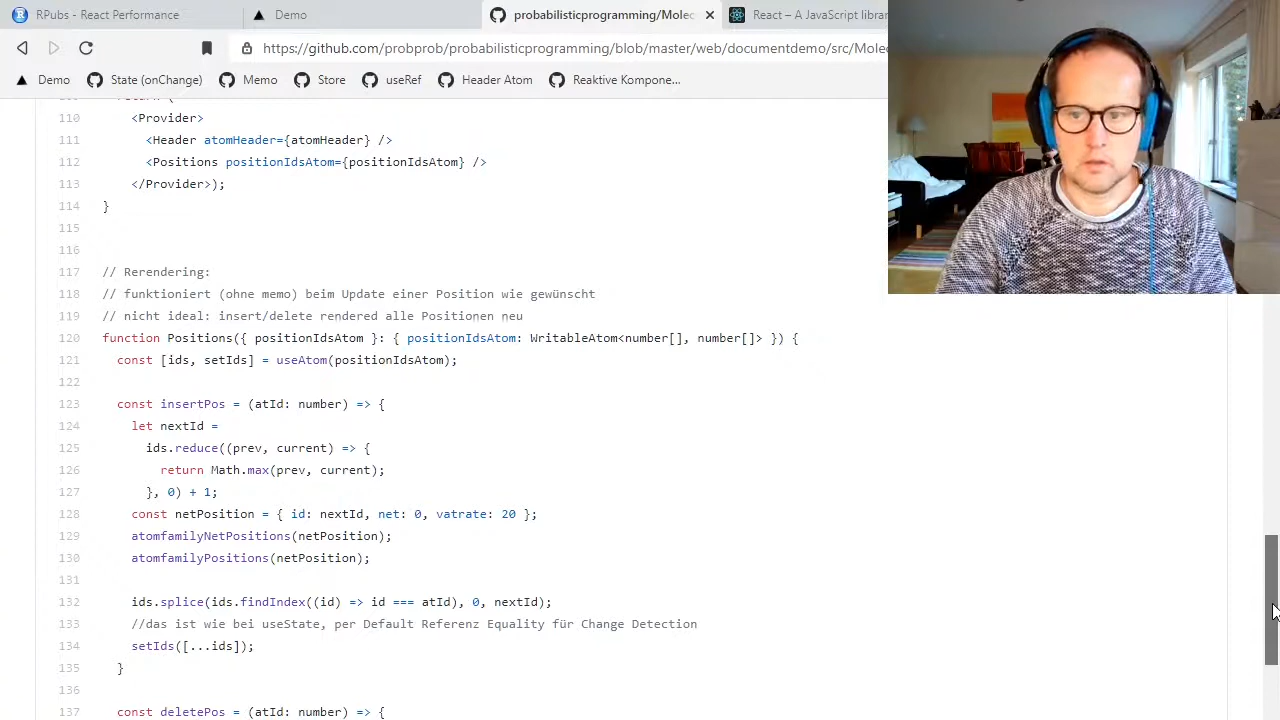 RPubs - React Performance
Demo
probabilisticprogramming/Molec
React – A JavaScript librar
https://github.com/probprob/probabilisticprogramming/blob/master/web/documentdemo/src/Molec
Demo
State (onChange)
Memo
Store
useRef
Header Atom
Reaktive Kompone...
110 <Provider>
111 <Header atomHeader={atomHeader} />
112 <Positions positionIdsAtom={positionIdsAtom} />
113 </Provider>);
114 }
115
116
117 // Rerendering:
118 // funktioniert (ohne memo) beim Update einer Position wie gewünscht
119 // nicht ideal: insert/delete rendered alle Positionen neu
120 function Positions({ positionIdsAtom }: { positionIdsAtom: WritableAtom<number[], number[]> }) {
121 const [ids, setIds] = useAtom(positionIdsAtom);
122
123 const insertPos = (atId: number) => {
124 let nextId =
125 ids.reduce((prev, current) => {
126 return Math.max(prev, current);
127 }, 0) + 1;
128 const netPosition = { id: nextId, net: 0, vatrate: 20 };
129 atomfamilyNetPositions(netPosition);
130 atomfamilyPositions(netPosition);
131
132 ids.splice(ids.findIndex((id) => id === atId), 0, nextId);
133 //das ist wie bei useState, per Default Referenz Equality für Change Detection
134 setIds([...ids]);
135 }
136
137 const deletePos = (atId: number) => {